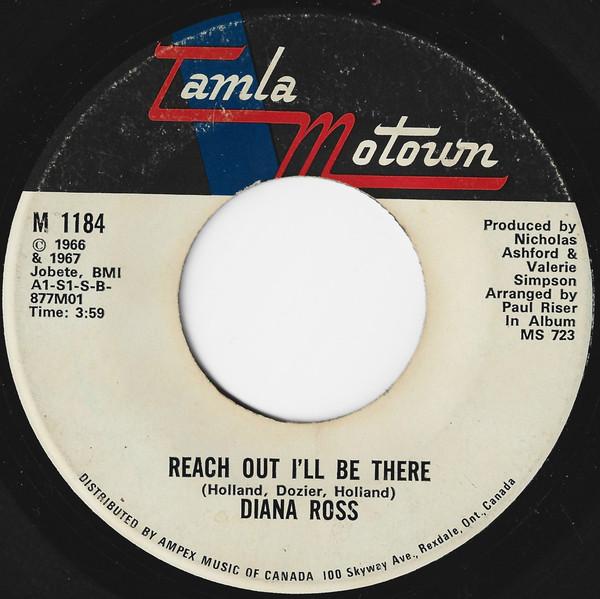 Tamla
Motown
M 1184
© 1966
& 1967
Jobete, BMI
A1-S1-S-B-
877M01
Time: 3:59
Produced by
Nicholas
Ashford &
Valerie
Simpson
Arranged by
Paul Riser
In Album
MS 723
REACH OUT I'LL BE THERE
(Holland, Dozier, Holland)
DIANA ROSS
DISTRIBUTED BY AMPEX MUSIC OF CANADA 100 Skyway Ave., Rexdale, Ont., Canada